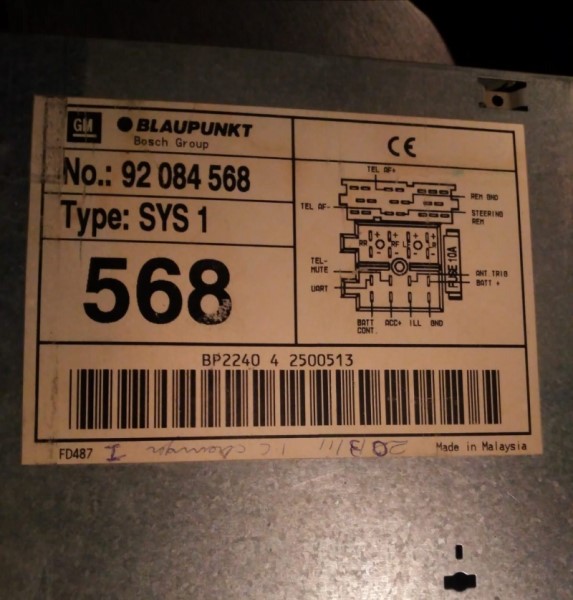 GM BLAUPUNKT
Bosch Group
No.: 92 084 568
Type: SYS 1
568
CE
TEL AF+
REM GND
TEL AF-
STEERING
REM
RR
RF
TEL-
MUTE
FUSE 10A
ANT.TRIG
BATT +
UART
BATT
CONT.
ACC+
iLL
GND
BP2240 4 2500513
FD487
Made in Malaysia